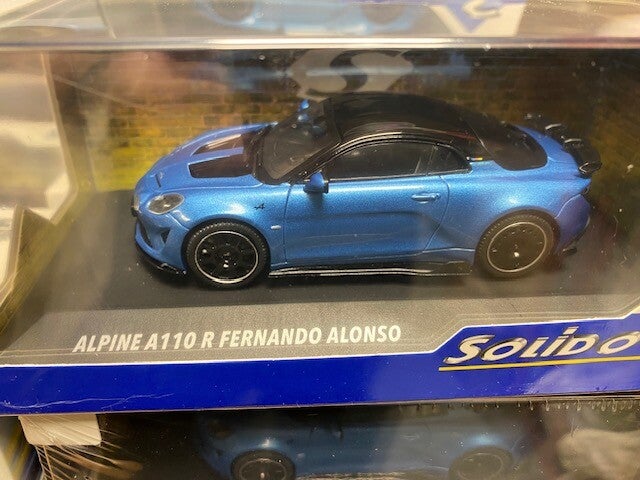 ALPINE A110 R FERNANDO ALONSO
SOLIDO